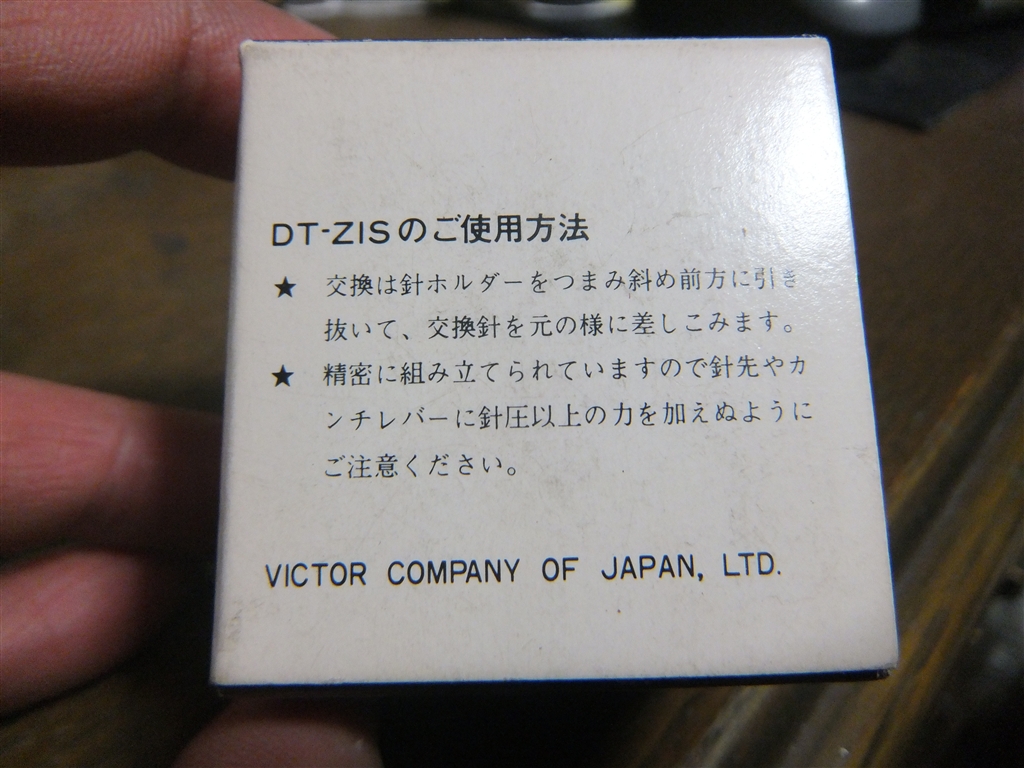 DT-Z1Sのご使用方法
★ 交換は針ホルダーをつまみ斜め前方に引き
抜いて、交換針を元の様に差しこみます。
★ 精密に組み立てられていますので針先やカ
ンチレバーに針圧以上の力を加えぬように
ご注意ください。
VICTOR COMPANY OF JAPAN, LTD.